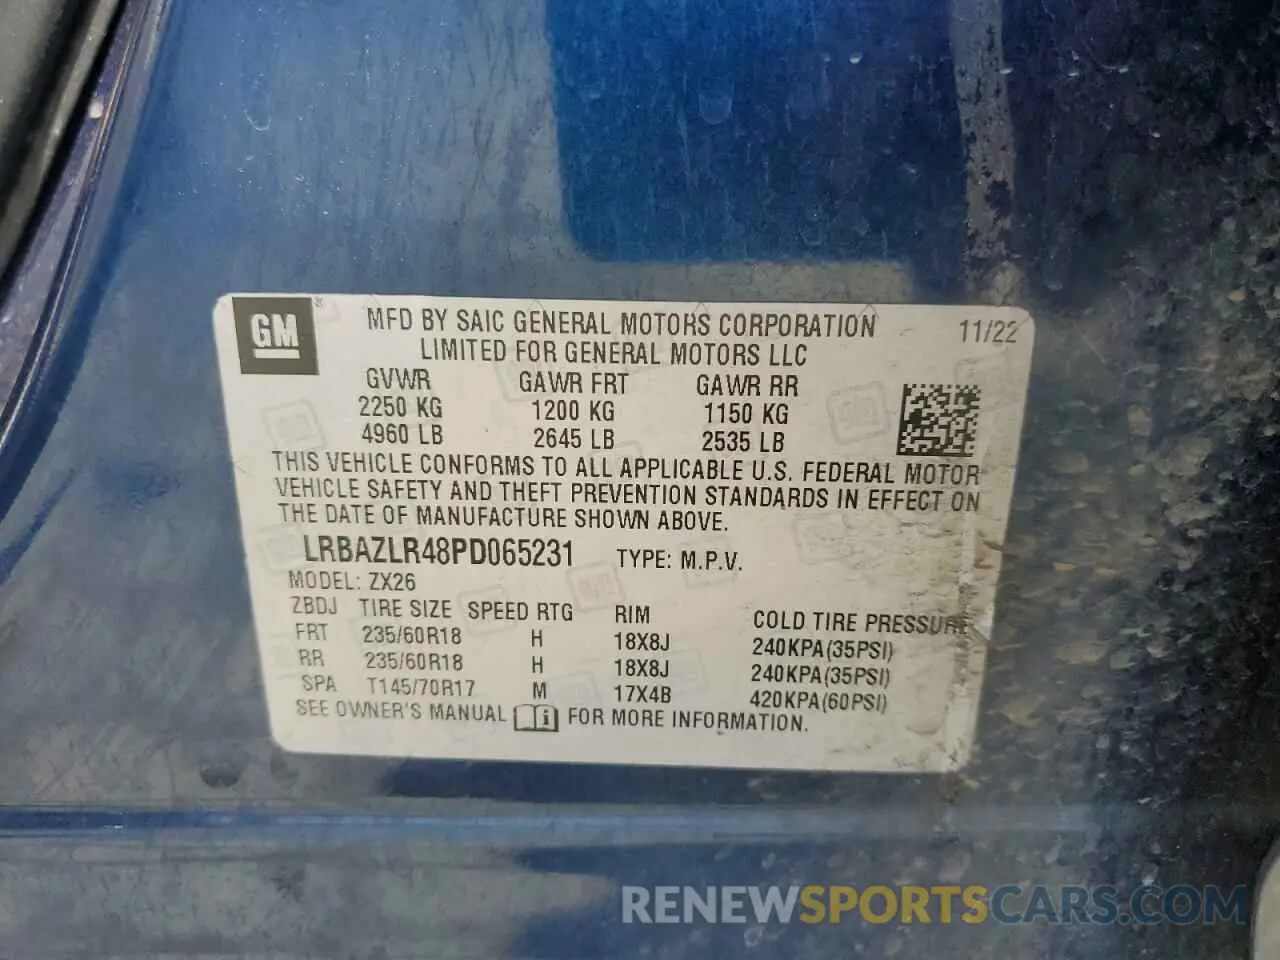 GM
MFD BY SAIC GENERAL MOTORS CORPORATION 11/22
LIMITED FOR GENERAL MOTORS LLC
GVWR GAWR FRT GAWR RR
2250 KG 1200 KG 1150 KG
4960 LB 2645 LB 2535 LB
THIS VEHICLE CONFORMS TO ALL APPLICABLE U.S. FEDERAL MOTOR
VEHICLE SAFETY AND THEFT PREVENTION STANDARDS IN EFFECT ON
THE DATE OF MANUFACTURE SHOWN ABOVE.
LRBAZLR48PD065231 TYPE: M.P.V.
MODEL: ZX26
ZBDJ TIRE SIZE SPEED RTG RIM COLD TIRE PRESSURE
FRT 235/60R18 H 18X8J 240KPA(35PSI)
RR 235/60R18 H 18X8J 240KPA(35PSI)
SPA T145/70R17 M 17X4B 420KPA(60PSI)
SEE OWNER'S MANUAL FOR MORE INFORMATION.
RENEWSPORTSCARS.COM